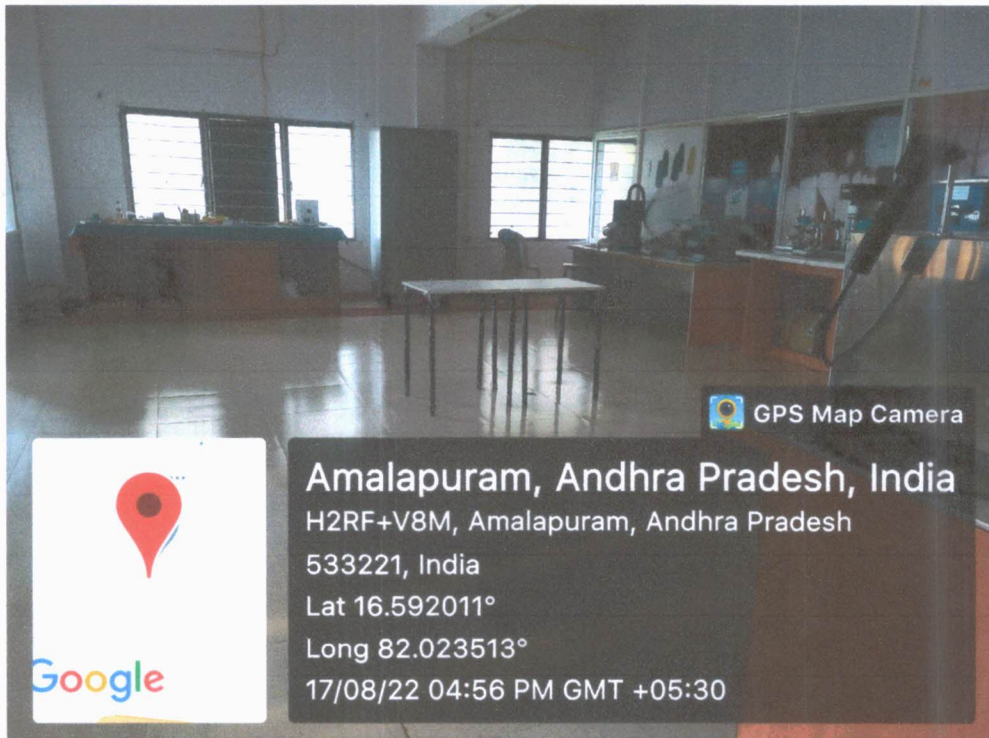 GPS Map Camera
Amalapuram, Andhra Pradesh, India
H2RF+V8M, Amalapuram, Andhra Pradesh
533221, India
Lat 16.592011°
Long 82.023513°
17/08/22 04:56 PM GMT +05:30
Google